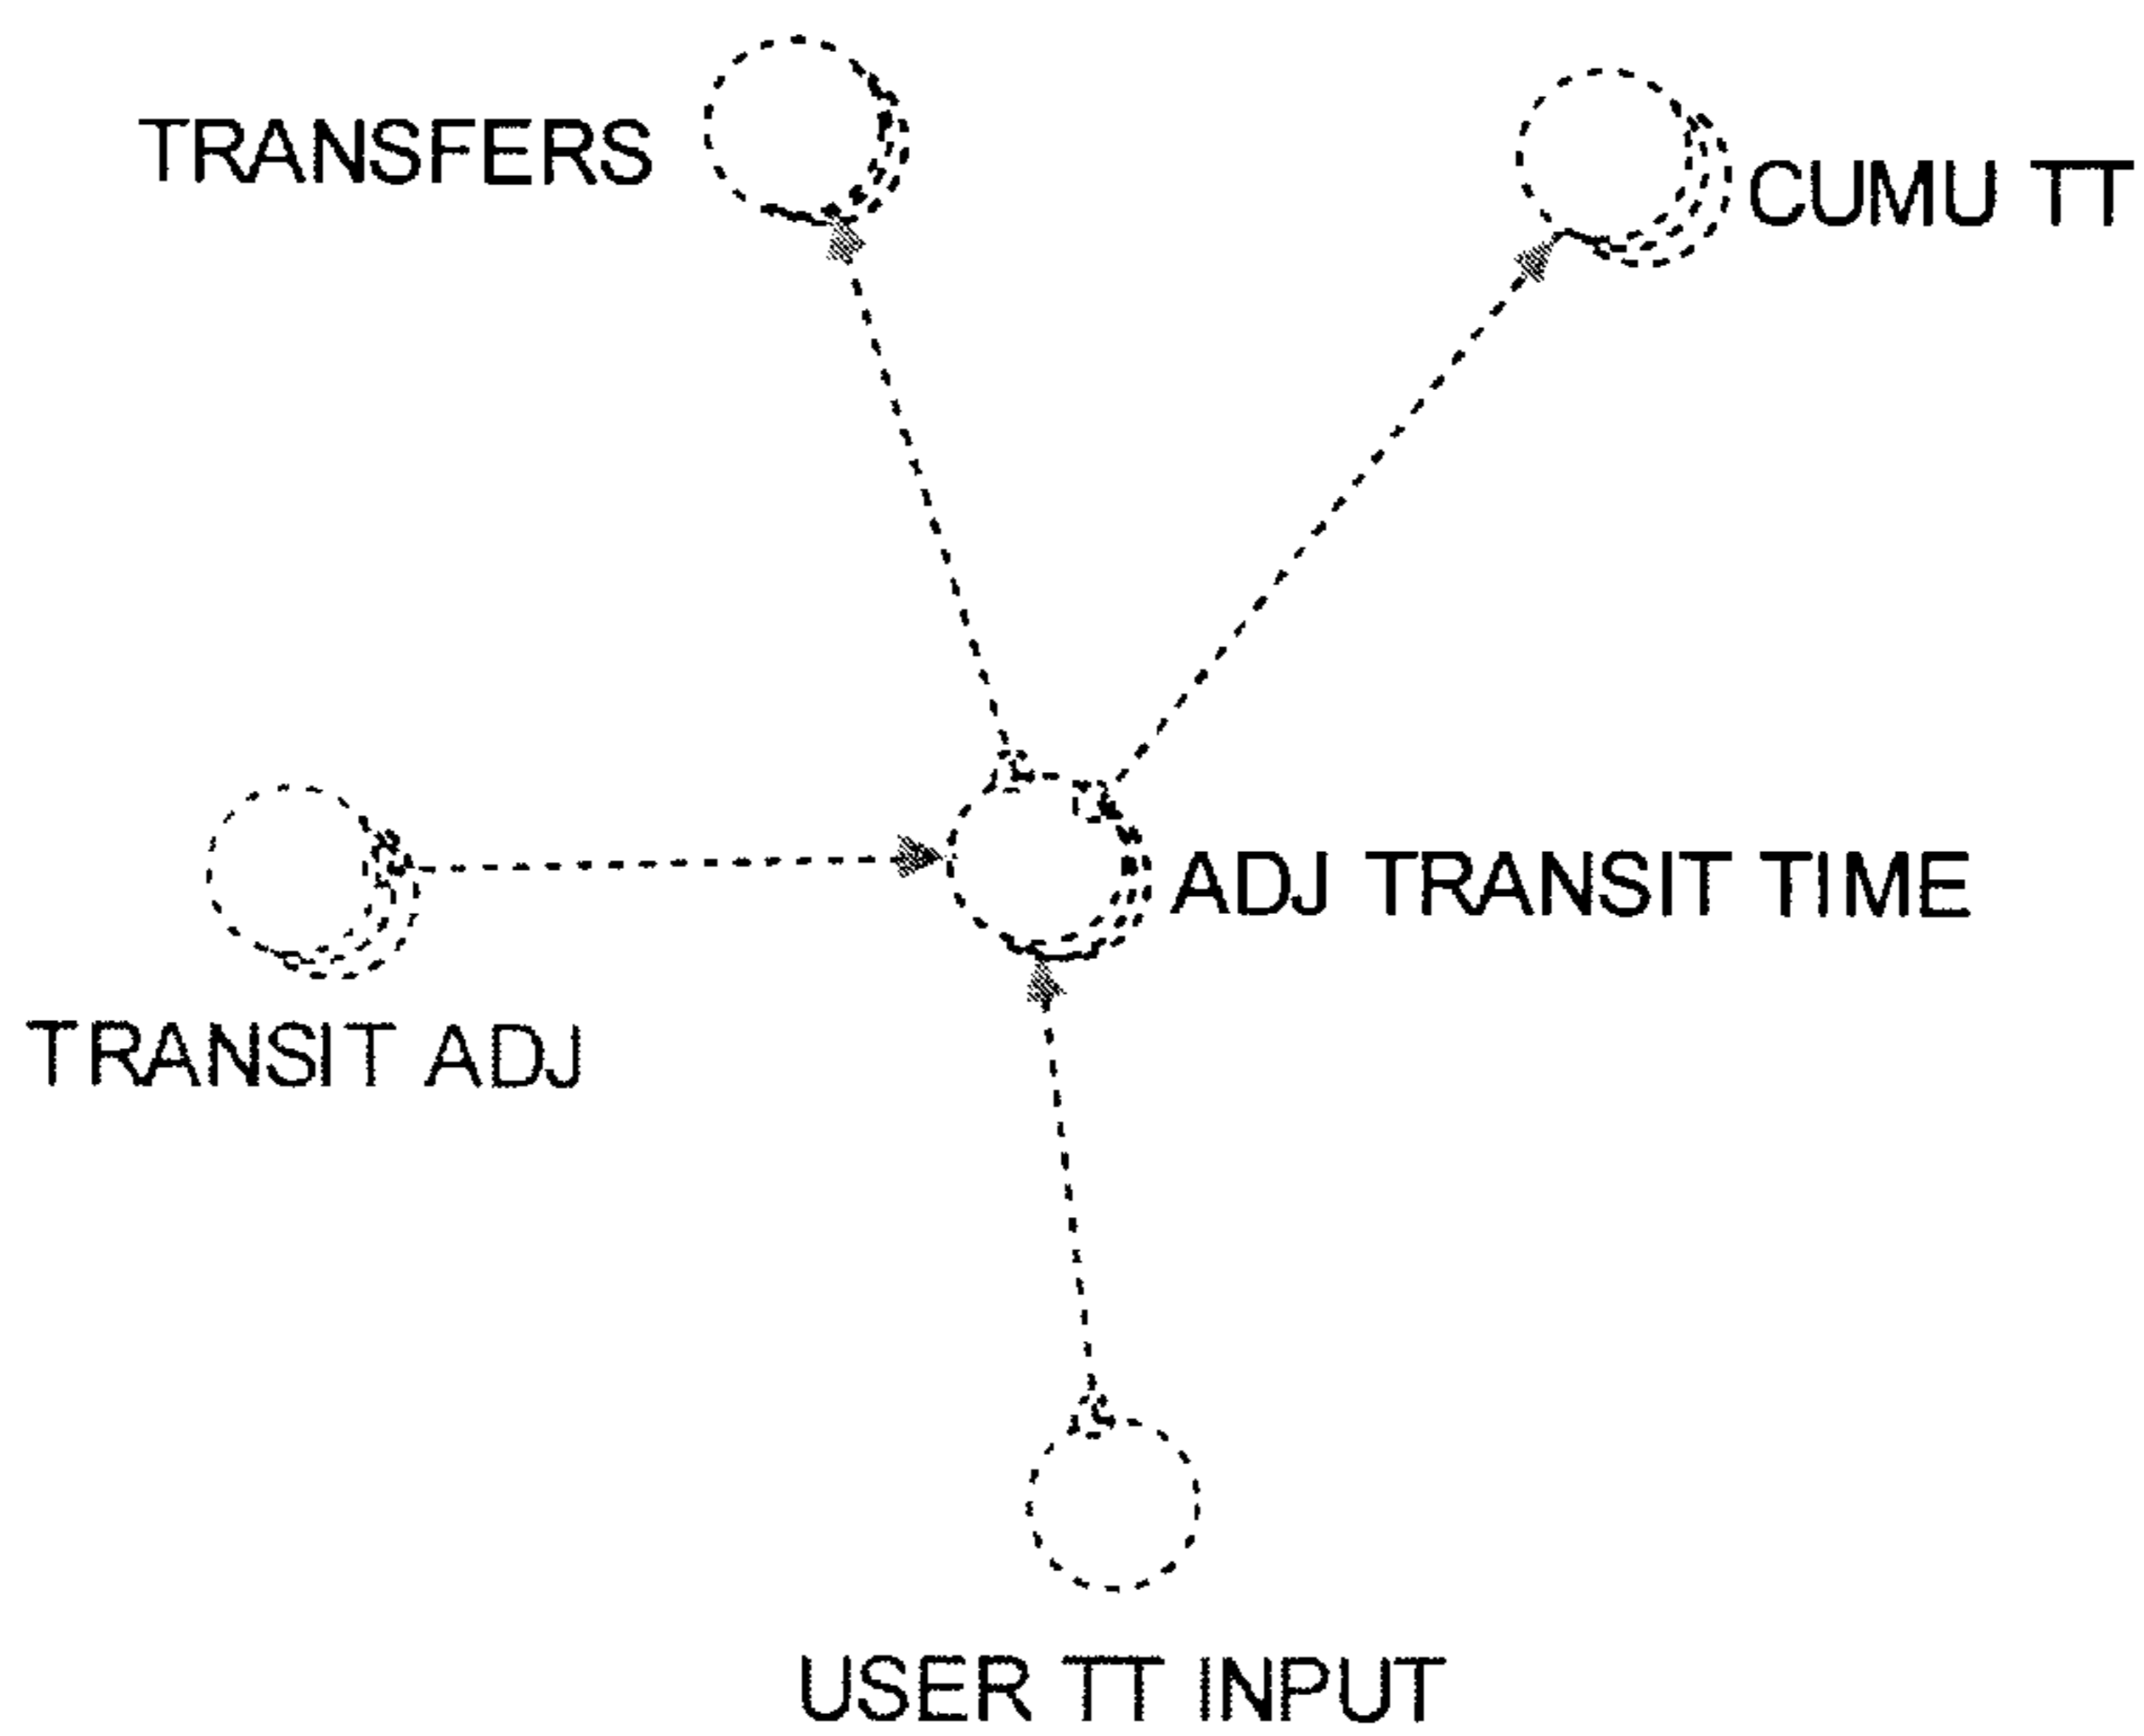 TRANSFERS
CUMU TT
ADJ TRANSIT TIME
TRANSIT ADJ
USER TT INPUT